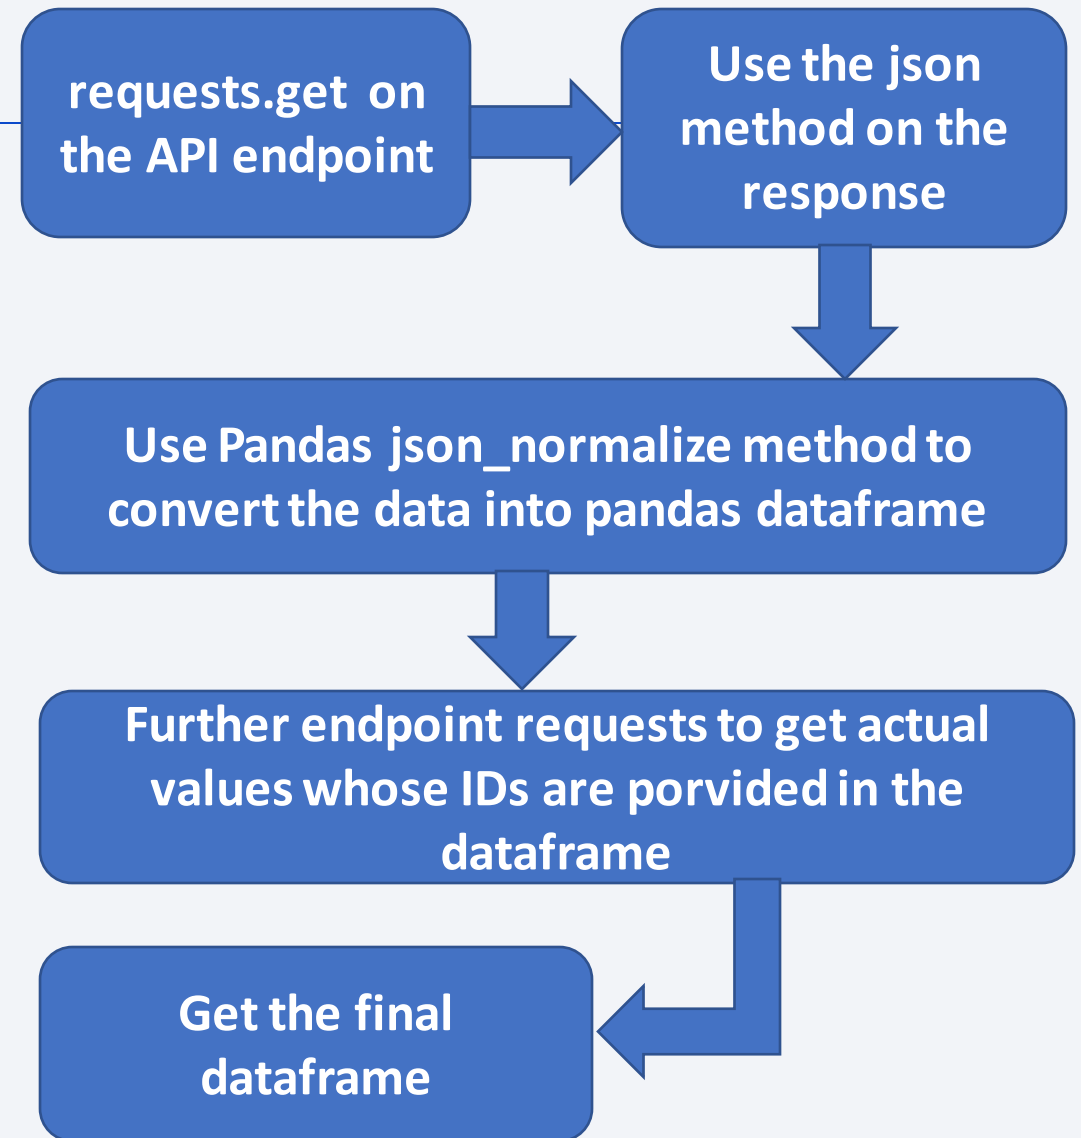 requests.get on
the API endpoint
Use the json
method on the
response
Use Pandas json_normalize method to
convert the data into pandas dataframe
Further endpoint requests to get actual
values whose IDs are porvided in the
dataframe
Get the final
dataframe